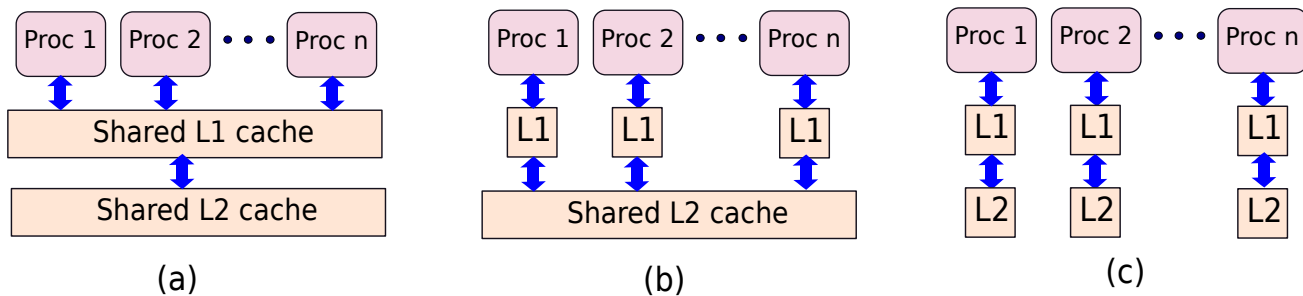 Proc 1 Proc 2 Proc n
Shared L1 cache
Shared L2 cache
(a)
Proc 1 Proc 2 Proc n
L1 L1 L1
Shared L2 cache
(b)
Proc 1 Proc 2 Proc n
L1 L1 L1
L2 L2 L2
(c)